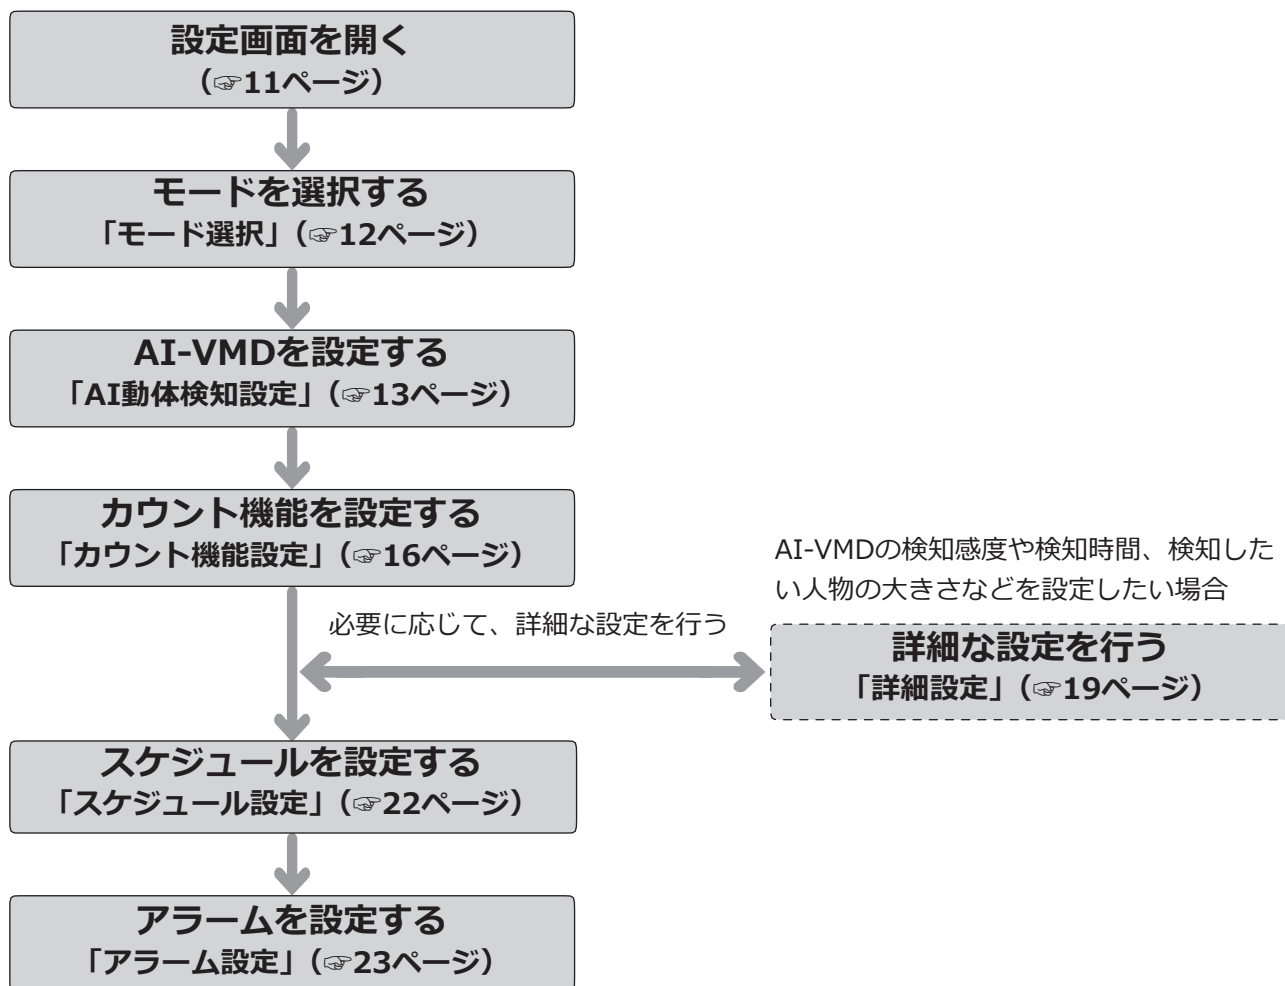 設定画面を開く
（☞11ページ）
モードを選択する
「モード選択」（☞12ページ）
AI-VMDを設定する
「AI動体検知設定」（☞13ページ）
カウント機能を設定する
「カウント機能設定」（☞16ページ）
必要に応じて、詳細な設定を行う
AI-VMDの検知感度や検知時間、検知した
い人物の大きさなどを設定したい場合
詳細な設定を行う
「詳細設定」（☞19ページ）
スケジュールを設定する
「スケジュール設定」（☞22ページ）
アラームを設定する
「アラーム設定」（☞23ページ）